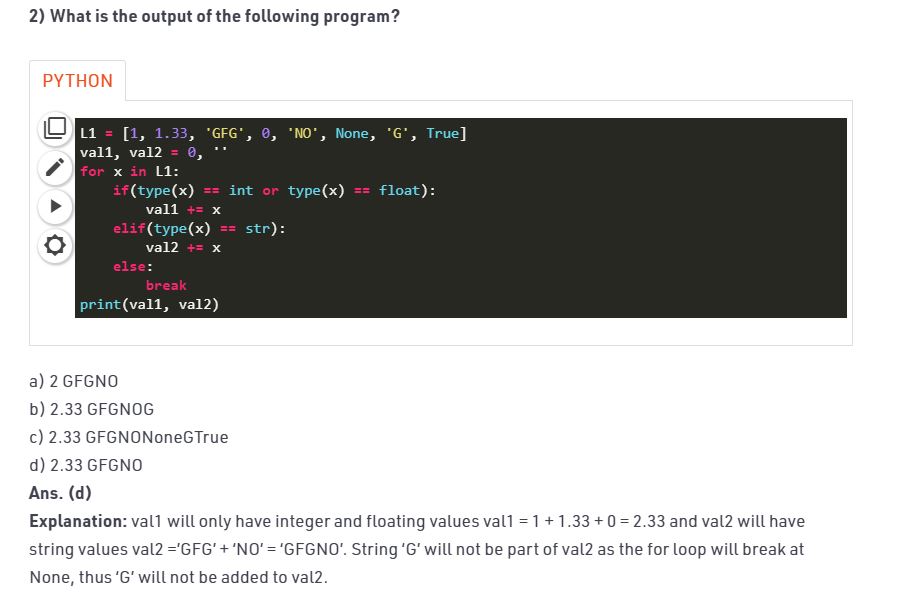 2) What is the output of the following program?
PYTHON
L1 = [1, 1.33, 'GFG', 0, 'NO', None, 'G', True]
val1, val2 = 0, ''
for x in L1:
    if(type(x) == int or type(x) == float):
        val1 += x
    elif(type(x) == str):
        val2 += x
    else:
        break
print(val1, val2)
a) 2 GFGNO
b) 2.33 GFGNOG
c) 2.33 GFGNONoneGTrue
d) 2.33 GFGNO
Ans. (d)
Explanation: val1 will only have integer and floating values val1 = 1 + 1.33 + 0 = 2.33 and val2 will have
string values val2 =’GFG’ + ‘NO’ = ‘GFGNO’. String ‘G’ will not be part of val2 as the for loop will break at
None, thus ‘G’ will not be added to val2.